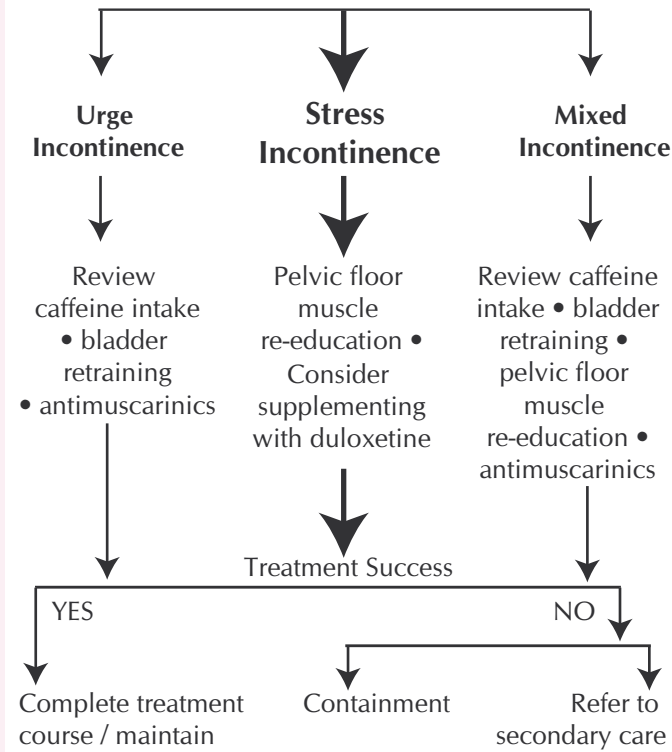 Urge
Incontinence
Stress
Incontinence
Mixed
Incontinence
Review
caffeine intake
• bladder
retraining
• antimuscarinics
Pelvic floor
muscle
re-education •
Consider
supplementing
with duloxetine
Review caffeine
intake • bladder
retraining •
pelvic floor
muscle
re-education •
antimuscarinics
Treatment Success
YES
NO
Complete treatment
course / maintain
Containment
Refer to
secondary care